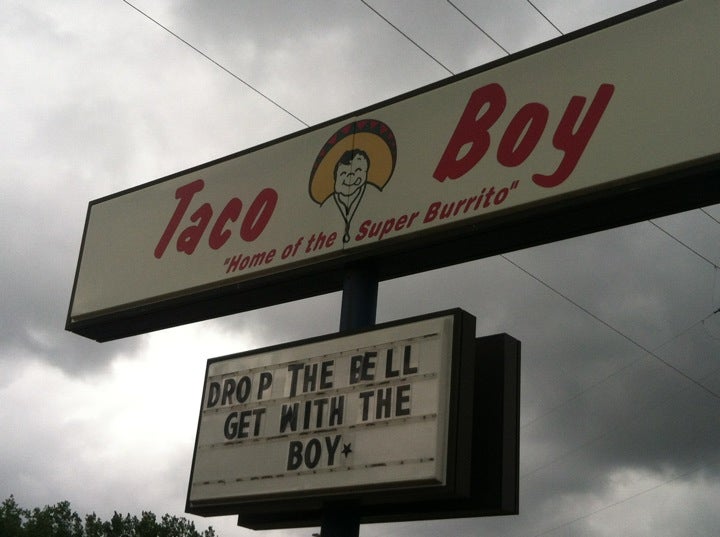 Taco Boy
"Home of the Super Burrito"
DROP THE BELL
GET WITH THE
BOY★